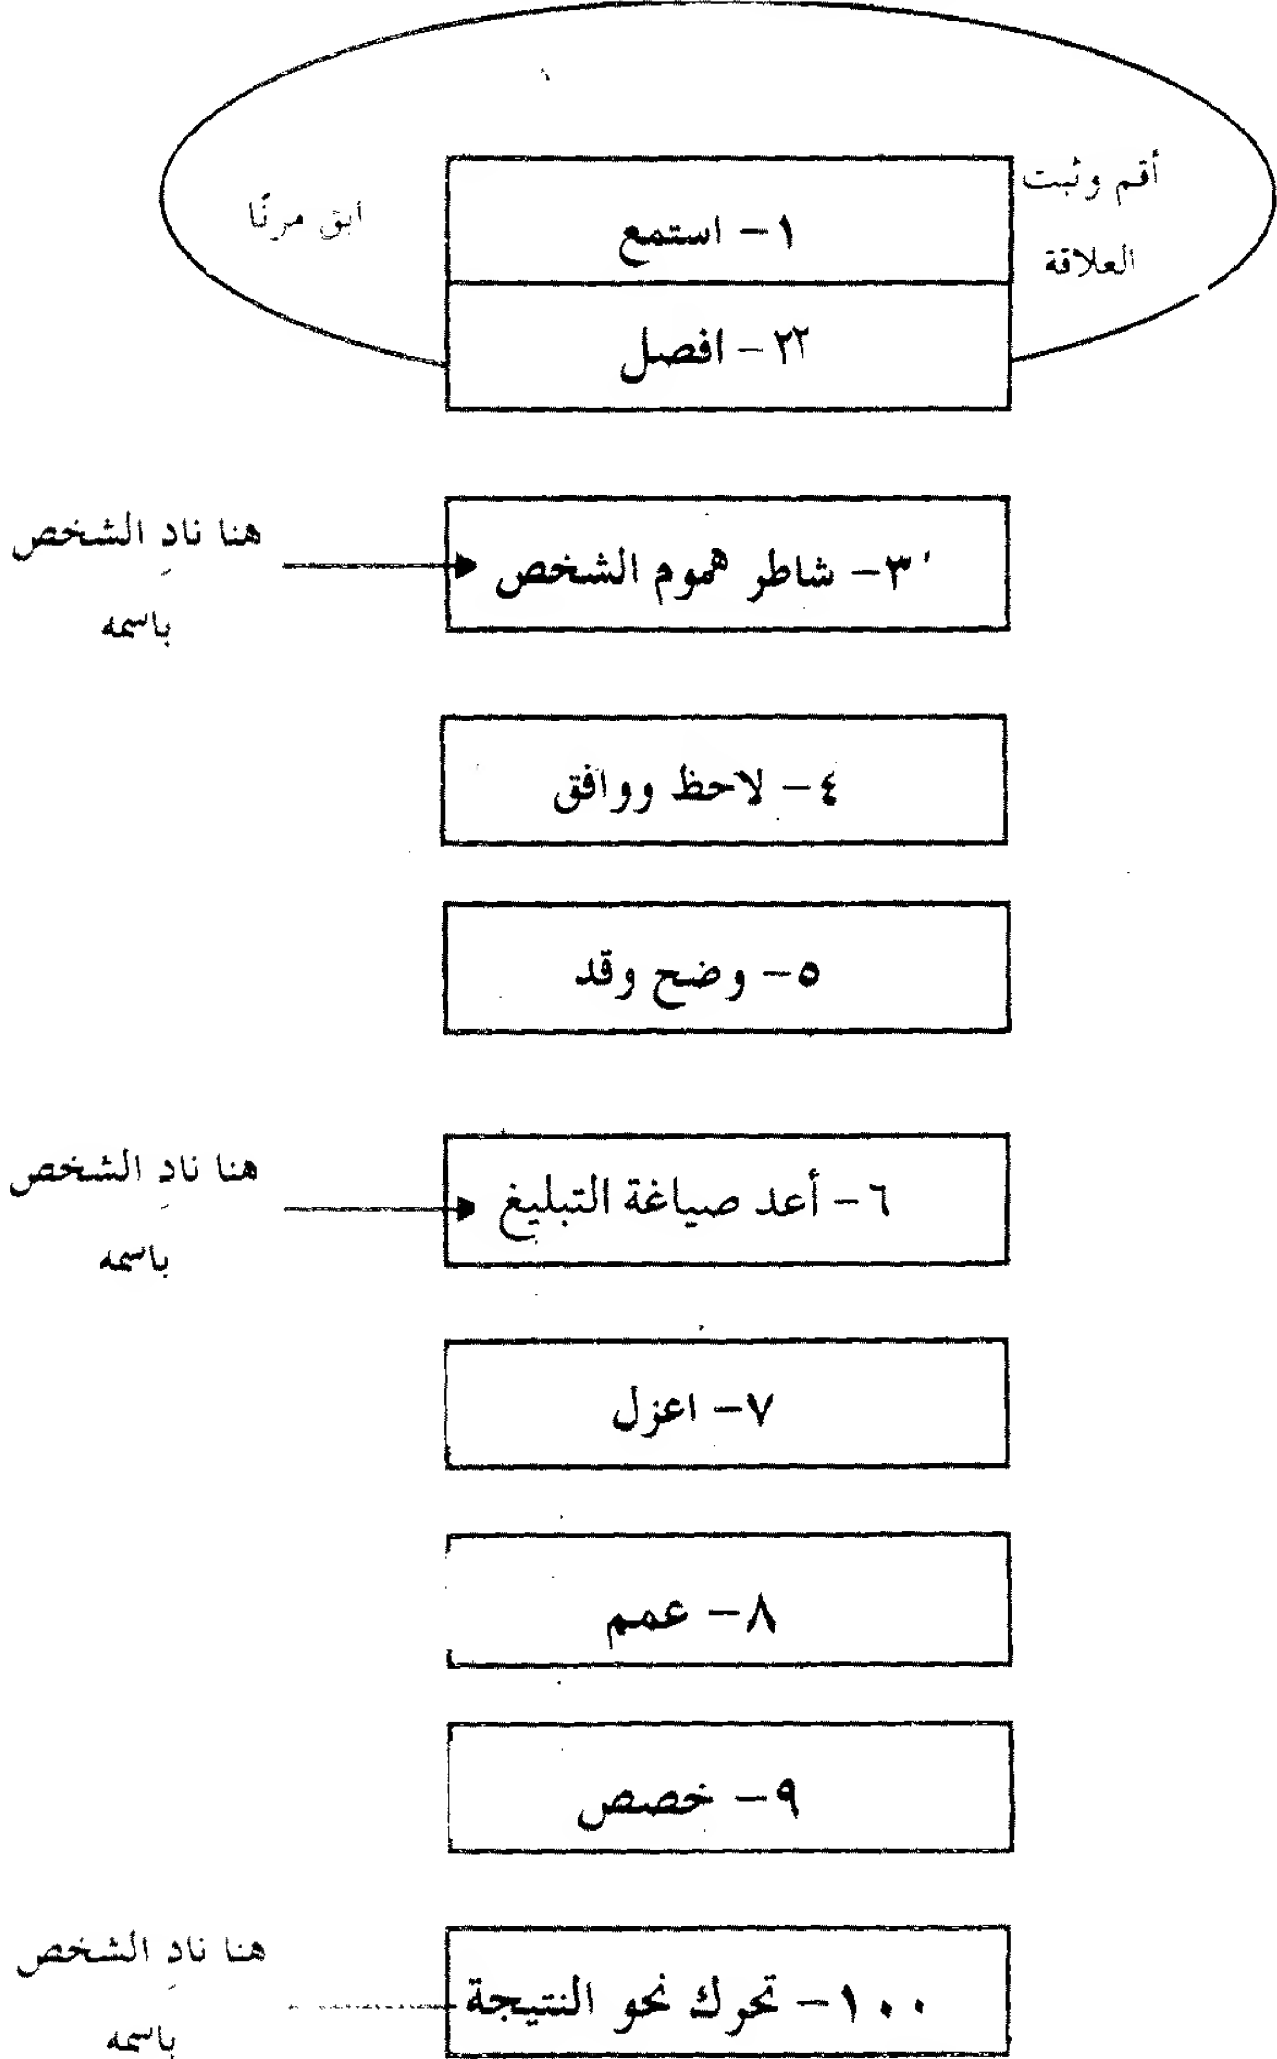 أقم وثبت
العلاقة
ابق مرنًا
١- استمع
٢٢- افصل
٣- شاطر هموم الشخص
هنا نادِ الشخص
باسمه
٤- لاحظ ووافق
٥- وضح وقد
٦- أعد صياغة التبليغ
هنا نادِ الشخص
باسمه
٧- اعزل
٨- عمم
٩- خصص
١٠٠- تحرك نحو النتيجة
هنا نادِ الشخص
باسمه